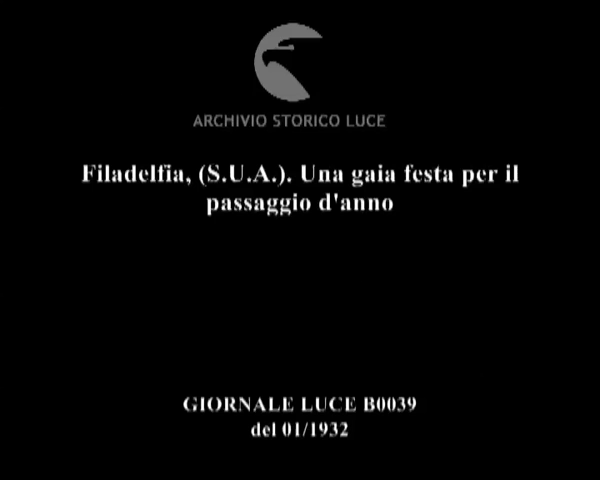 ARCHIVIO STORICO LUCE
Filadelfia, (S.U.A.). Una gaia festa per il
passaggio d'anno
GIORNALE LUCE B0039
del 01/1932